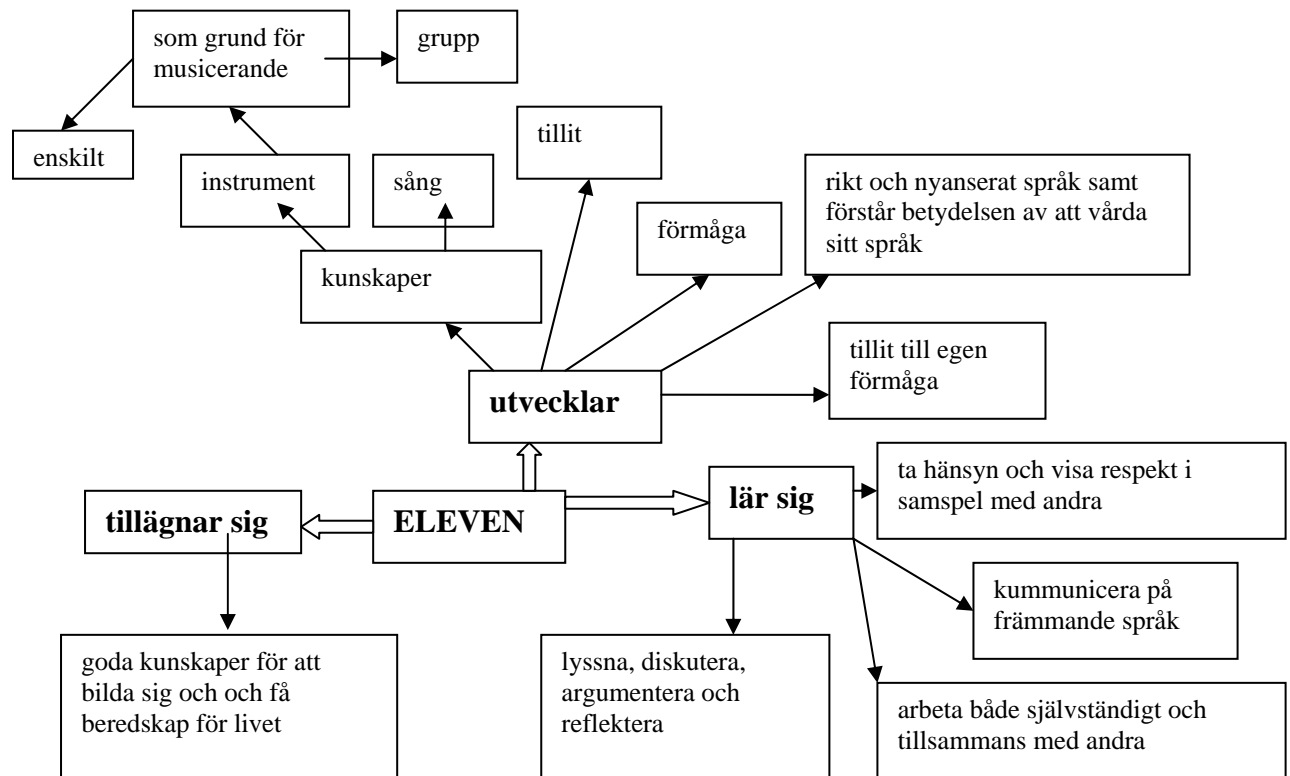 som grund för
musicerande
grupp
enskilt
instrument
sång
tillit
rikt och nyanserat språk samt
förstår betydelsen av att vårda
sitt språk
förmåga
kunskaper
tillit till egen
förmåga
utvecklar
ta hänsyn och visa respekt i
samspel med andra
lär sig
tillägnar sig
ELEVEN
kummunicera på
främmande språk
goda kunskaper för att
bilda sig och och få
beredskap för livet
lyssna, diskutera,
argumentera och
reflektera
arbeta både självständigt och
tillsammans med andra